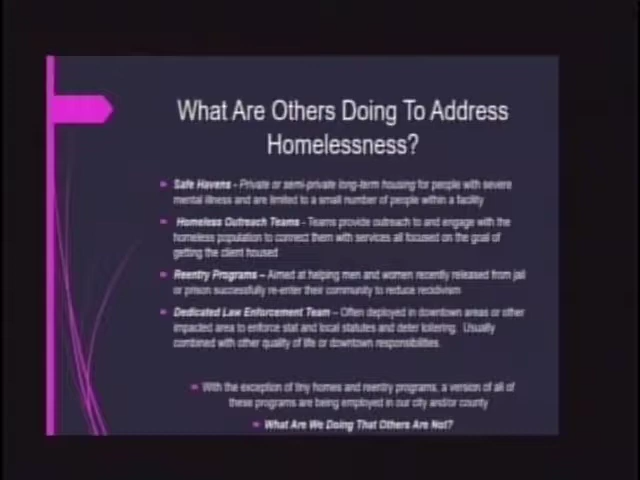 What Are Others Doing To Address
Homelessness?
Safe Havens - Private or semi-private long-term housing for people with severe
mental illness and are limited to a small number of people within a facility
Homeless Outreach Teams - Teams provide outreach to and engage with the
homeless population to connect them with services all focused on the goal of
getting the client housed
Reentry Programs – Aimed at helping men and women recently released from jail
or prison successfully re-enter their community to reduce recidivism
Dedicated Law Enforcement Team – Often deployed in downtown areas or other
impacted area to enforce stat and local statutes and deter loitering. Usually
combined with other quality of life or downtown responsibilities.
With the exception of tiny homes and reentry programs, a version of all of
these programs are being employed in our city and/or county
What Are We Doing That Others Are Not?